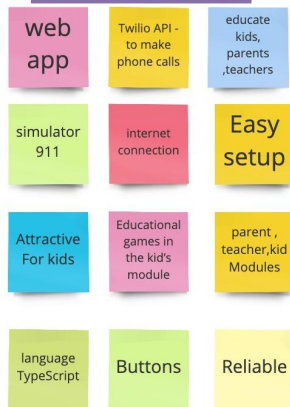 web
app
Twilio API -
to make
phone calls
educate
kids,
parents
,teachers
simulator
911
internet
connection
Easy
setup
Attractive
For kids
Educational
games in
the kid's
module
parent ,
teacher,kid
Modules
language
TypeScript
Buttons
Reliable